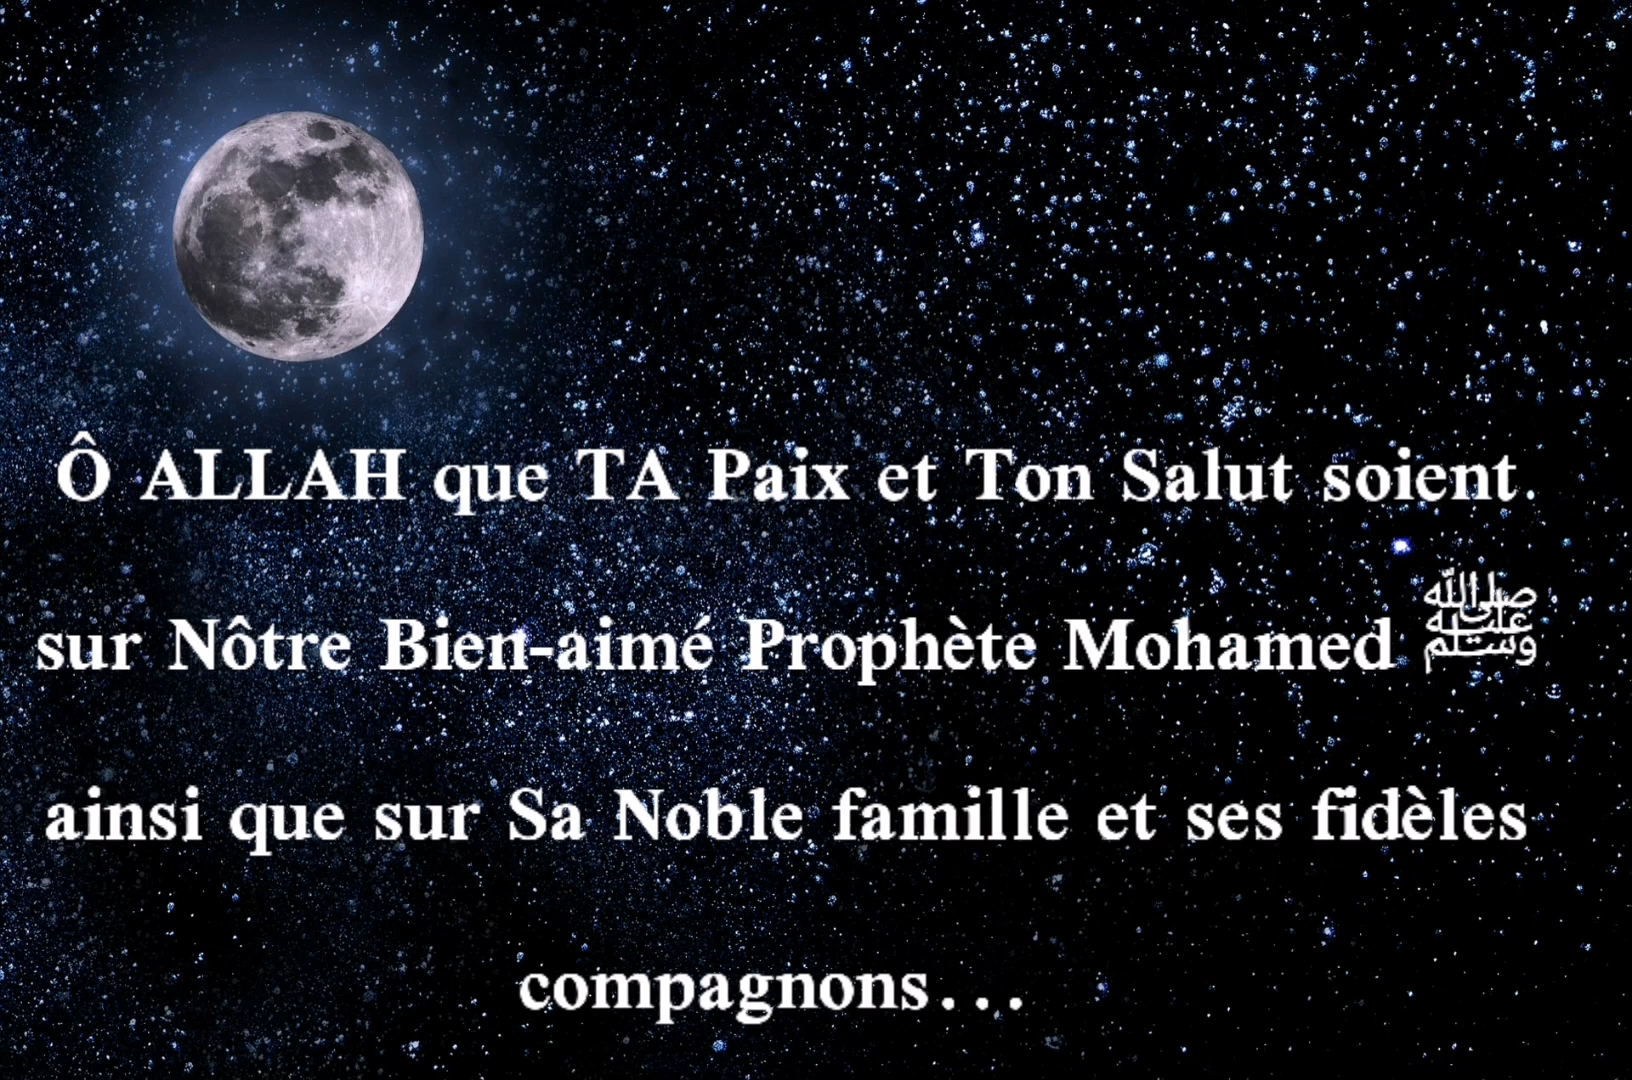 Ô ALLAH que TA Paix et Ton Salut soient.
sur Nôtre Bien-aimé Prophète Mohamed ﷺ
ainsi que sur Sa Noble famille et ses fidèles
compagnons...